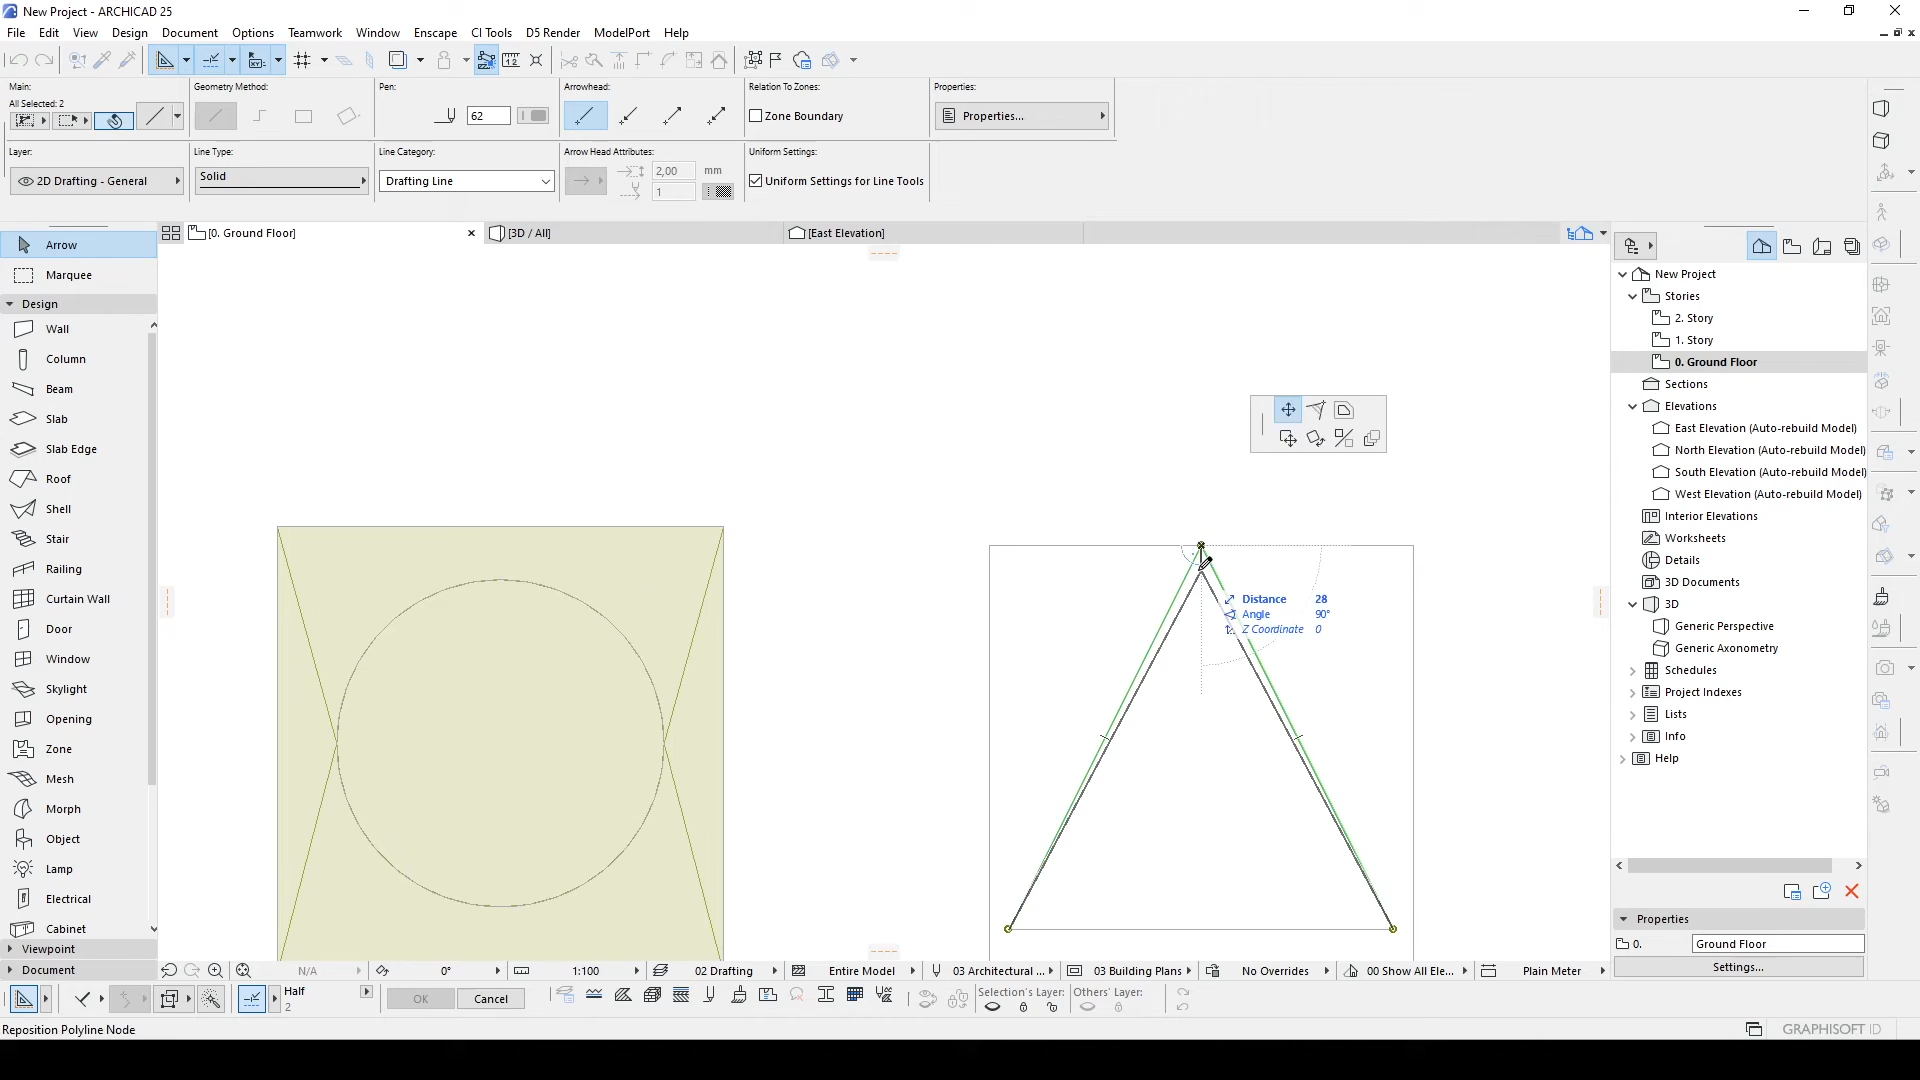 New Project - ARCHICAD 25
File Edit View Design Document Options Teamwork Window Enscape CI Tools D5 Render ModelPort Help
Main:
All Selected: 2
Geometry Method:
Pen:
62
Arrowhead:
Relation To Zones:
Zone Boundary
Properties:
Properties...
Layer:
2D Drafting - General
Line Type:
Solid
Line Category:
Drafting Line
Arrow Head Attributes:
2,00 mm
1
Uniform Settings:
Uniform Settings for Line Tools
[0. Ground Floor]
[3D / All]
[East Elevation]
Arrow
Marquee
Design
Wall
Column
Beam
Slab
Slab Edge
Roof
Shell
Stair
Railing
Curtain Wall
Door
Window
Skylight
Opening
Zone
Mesh
Morph
Object
Lamp
Electrical
Cabinet
Viewpoint
Document
Distance 28
Angle 90°
Z Coordinate 0
New Project
Stories
2. Story
1. Story
0. Ground Floor
Sections
Elevations
East Elevation (Auto-rebuild Model)
North Elevation (Auto-rebuild Model)
South Elevation (Auto-rebuild Model)
West Elevation (Auto-rebuild Model)
Interior Elevations
Worksheets
Details
3D Documents
3D
Generic Perspective
Generic Axonometry
Schedules
Project Indexes
Lists
Info
Help
Properties
0. Ground Floor
Settings...
N/A 0° 1:100 02 Drafting Entire Model 03 Architectural ... 03 Building Plans No Overrides 00 Show All Ele... Plain Meter
Half
2
OK Cancel
Selection's Layer: Others' Layer:
Reposition Polyline Node
GRAPHISOFT ID